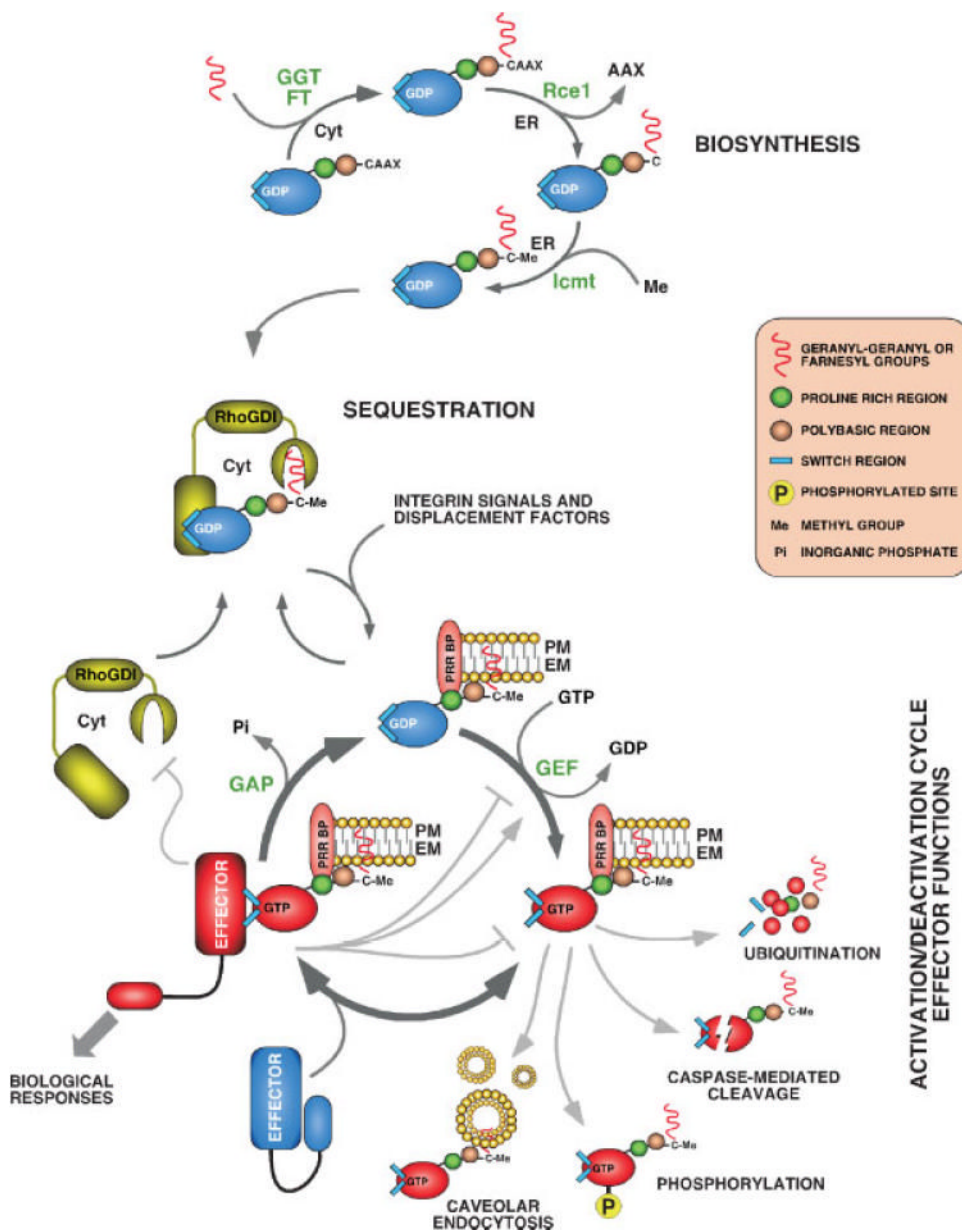 GGT
FT
Cyt
GDP
CAAX
GDP
CAAX
Rce1
ER
AAX
GDP
C
BIOSYNTHESIS
GDP
C-Me
ER
Icmt
Me
GERANYL-GERANYL OR
FARNESYL GROUPS
PROLINE RICH REGION
POLYBASIC REGION
SWITCH REGION
P
PHOSPHORYLATED SITE
Me
METHYL GROUP
Pi
INORGANIC PHOSPHATE
SEQUESTRATION
RhoGDI
Cyt
GDP
C-Me
INTEGRIN SIGNALS AND
DISPLACEMENT FACTORS
RhoGDI
Cyt
PRR BP
PM
EM
C-Me
GDP
GTP
GEF
GDP
Pi
GAP
PRR BP
PM
EM
C-Me
EFFECTOR
GTP
PRR BP
PM
EM
C-Me
GTP
UBIQUITINATION
C-Me
CASPASE-MEDIATED
CLEAVAGE
C-Me
GTP
P
PHOSPHORYLATION
C-Me
GTP
CAVEOLAR
ENDOCYTOSIS
EFFECTOR
BIOLOGICAL
RESPONSES
ACTIVATION/DEACTIVATION CYCLE
EFFECTOR FUNCTIONS